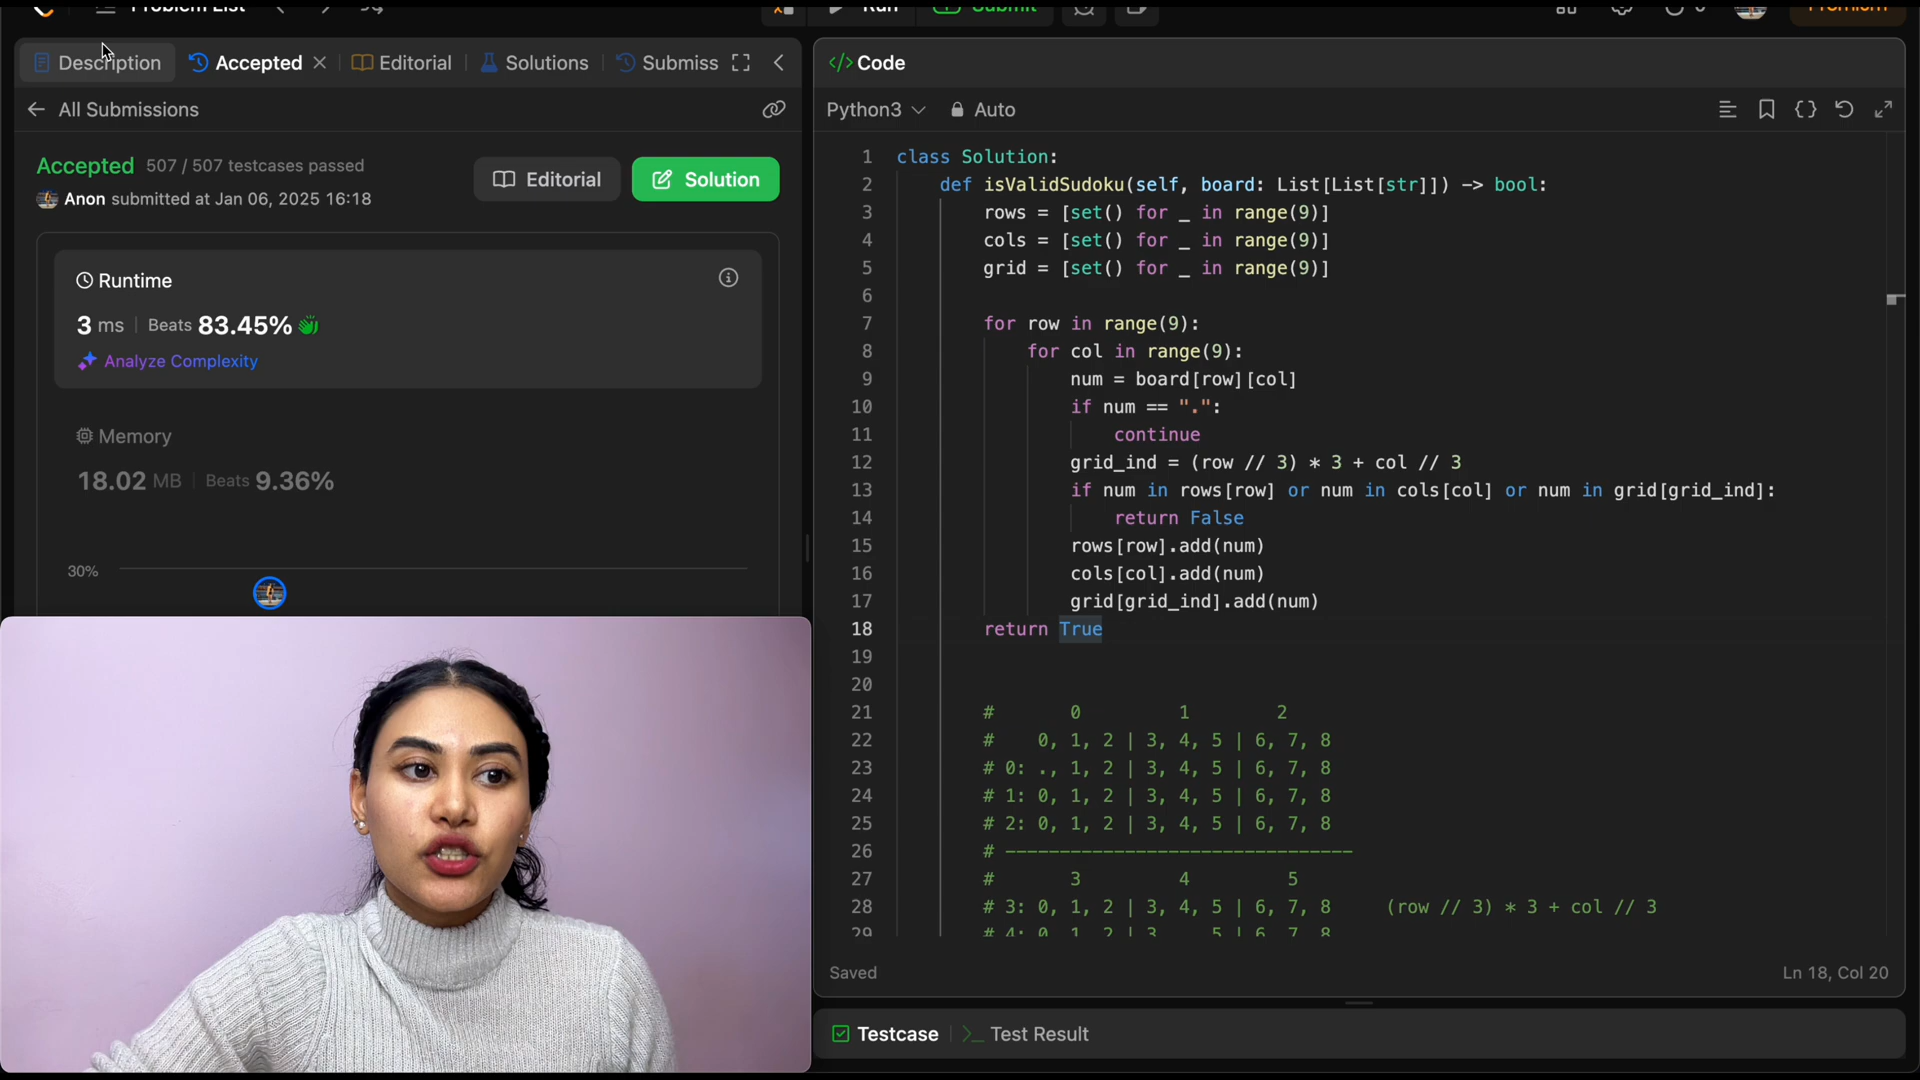 Problem List
Run
Submit
0
Premium
Description
Accepted
Editorial
Solutions
Submiss
</> Code
All Submissions
Python3
Auto
Accepted 507 / 507 testcases passed
Anon submitted at Jan 06, 2025 16:18
Editorial
Solution
Runtime
3 ms | Beats 83.45%
Analyze Complexity
Memory
18.02 MB | Beats 9.36%
30%
1 class Solution:
2 def isValidSudoku(self, board: List[List[str]]) -> bool:
3 rows = [set() for _ in range(9)]
4 cols = [set() for _ in range(9)]
5 grid = [set() for _ in range(9)]
6
7 for row in range(9):
8 for col in range(9):
9 num = board[row][col]
10 if num == ".":
11 continue
12 grid_ind = (row // 3) * 3 + col // 3
13 if num in rows[row] or num in cols[col] or num in grid[grid_ind]:
14 return False
15 rows[row].add(num)
16 cols[col].add(num)
17 grid[grid_ind].add(num)
18 return True
19
20
21 # 0 1 2
22 # 0, 1, 2 | 3, 4, 5 | 6, 7, 8
23 # 0: ., 1, 2 | 3, 4, 5 | 6, 7, 8
24 # 1: 0, 1, 2 | 3, 4, 5 | 6, 7, 8
25 # 2: 0, 1, 2 | 3, 4, 5 | 6, 7, 8
26 # --------------------------------
27 # 3 4 5
28 # 3: 0, 1, 2 | 3, 4, 5 | 6, 7, 8 (row // 3) * 3 + col // 3
29 # 4: 0 1 2 | 3 5 | 6 7 8
Saved
Ln 18, Col 20
Testcase
Test Result